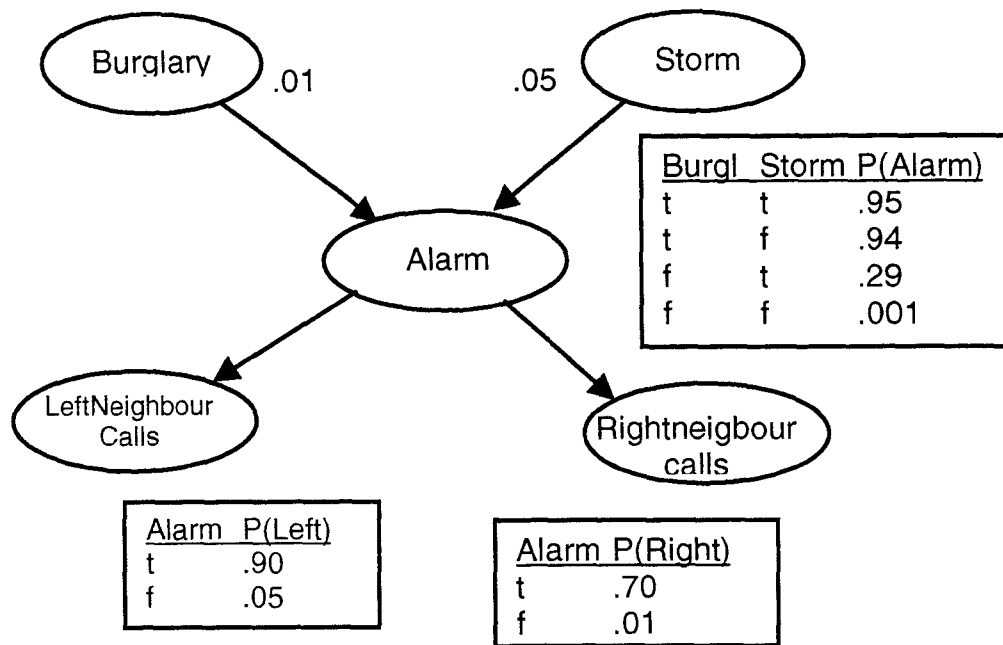 Burglary
.01
.05
Storm
Burgl Storm P(Alarm)
t t .95
t f .94
f t .29
f f .001
Alarm
LeftNeighbour
Calls
Rightneigbour
calls
Alarm P(Left)
t .90
f .05
Alarm P(Right)
t .70
f .01